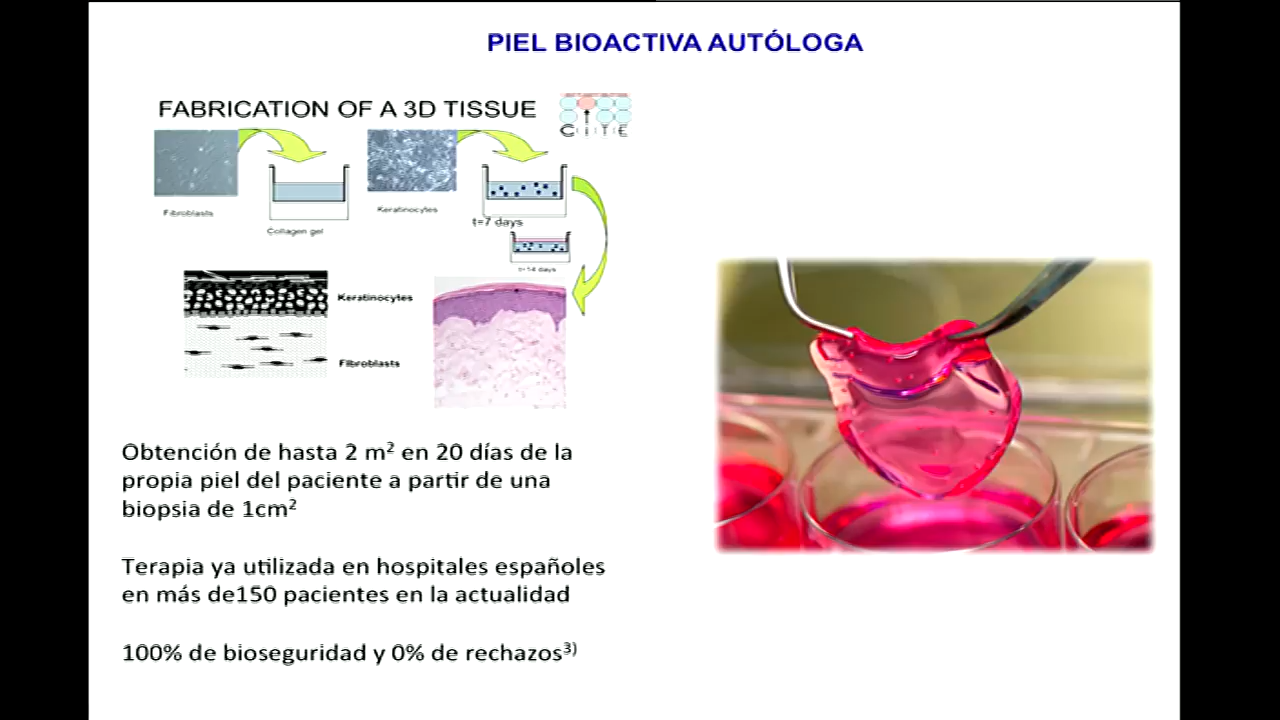 PIEL BIOACTIVA AUTÓLOGA
FABRICATION OF A 3D TISSUE
CITE
Fibroblasts
Collagen gel
Keratinocytes
t=7 days
t=14 days
Keratinocytes
Fibroblasts
Obtención de hasta 2 m² en 20 días de la
propia piel del paciente a partir de una
biopsia de 1cm²
Terapia ya utilizada en hospitales españoles
en más de150 pacientes en la actualidad
100% de bioseguridad y 0% de rechazos³⁾